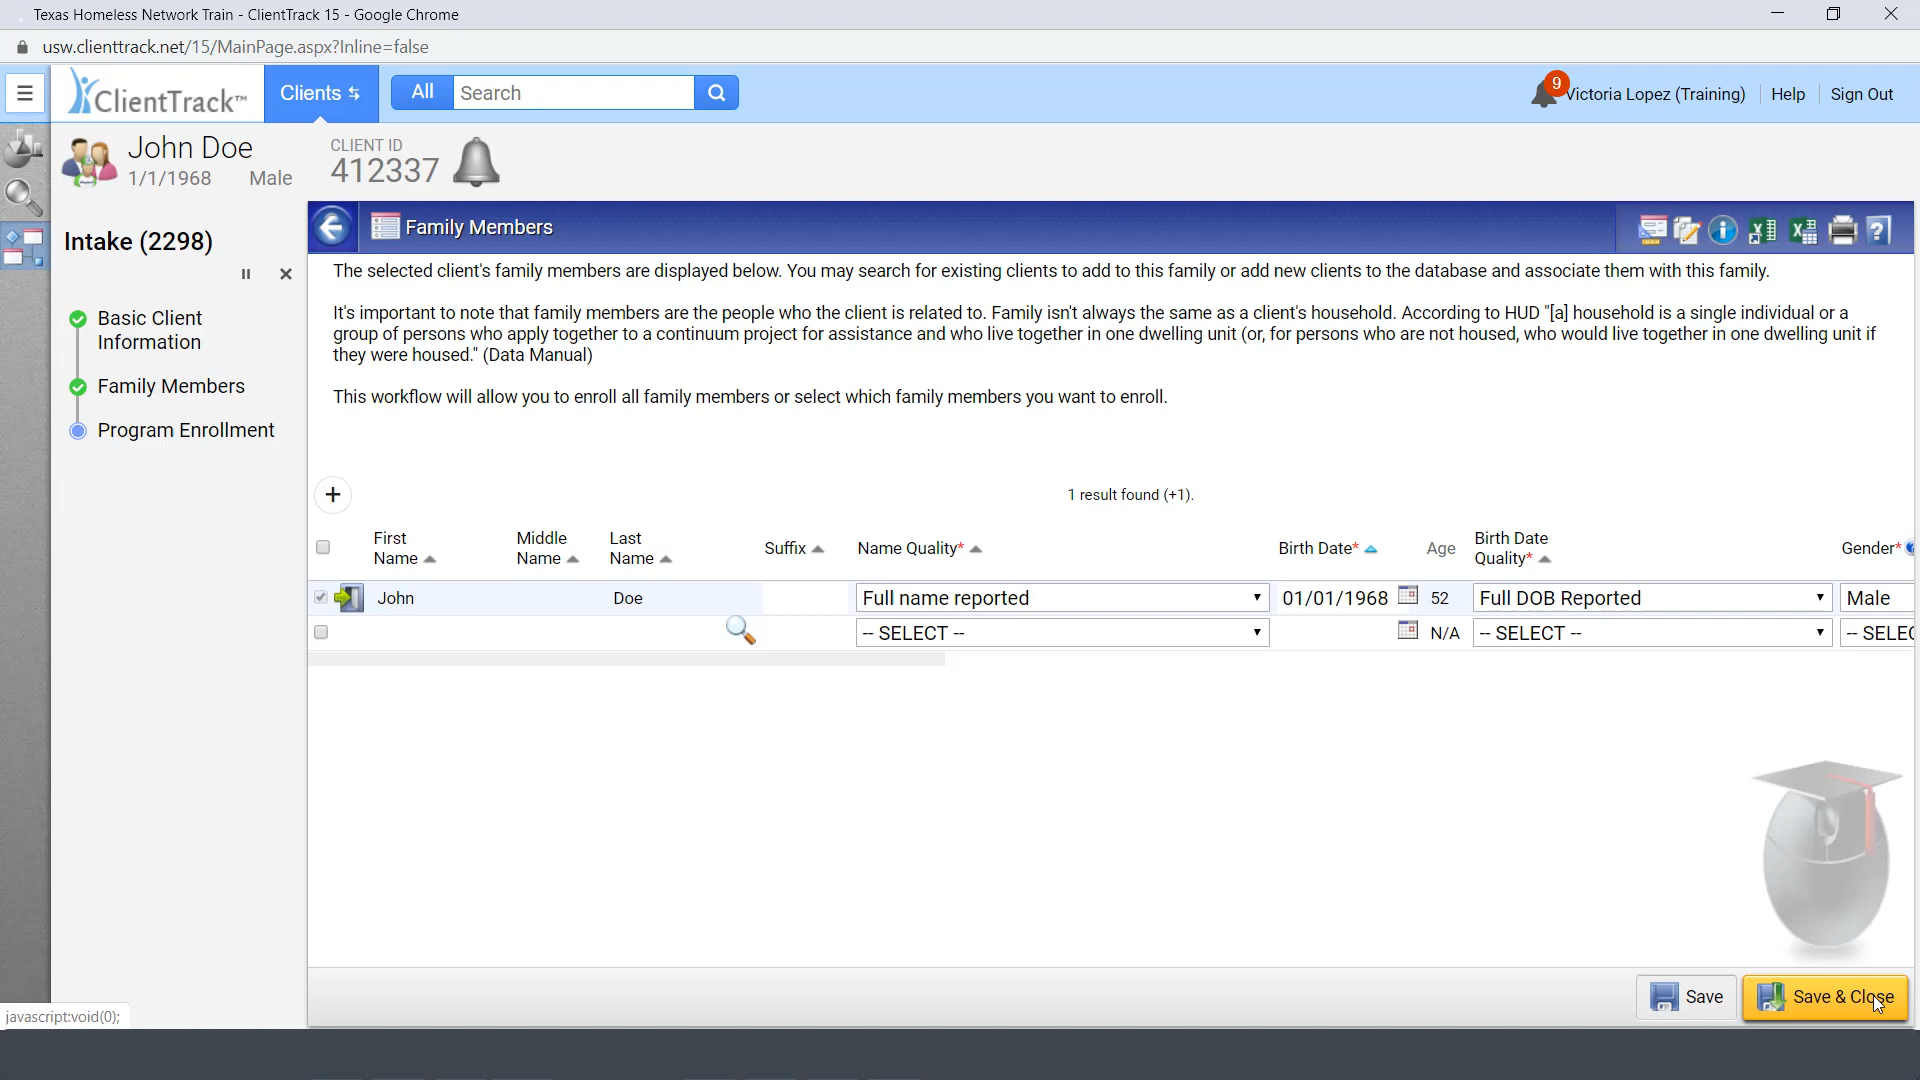 Texas Homeless Network Train - ClientTrack 15 - Google Chrome
usw.clienttrack.net/15/MainPage.aspx?Inline=false
ClientTrack™
Clients
All
Search
9
Victoria Lopez (Training)
Help
Sign Out
John Doe
1/1/1968 Male
CLIENT ID
412337
Intake (2298)
Basic Client
Information
Family Members
Program Enrollment
Family Members
The selected client's family members are displayed below. You may search for existing clients to add to this family or add new clients to the database and associate them with this family.
It's important to note that family members are the people who the client is related to. Family isn't always the same as a client's household. According to HUD "[a] household is a single individual or a
group of persons who apply together to a continuum project for assistance and who live together in one dwelling unit (or, for persons who are not housed, who would live together in one dwelling unit if
they were housed." (Data Manual)
This workflow will allow you to enroll all family members or select which family members you want to enroll.
+
1 result found (+1).
First
Name
Middle
Name
Last
Name
Suffix
Name Quality*
Birth Date*
Age
Birth Date
Quality*
Gender*
John Doe Full name reported 01/01/1968 52 Full DOB Reported Male
-- SELECT -- N/A -- SELECT -- -- SELEC
Save
Save & Close
javascript:void(0);